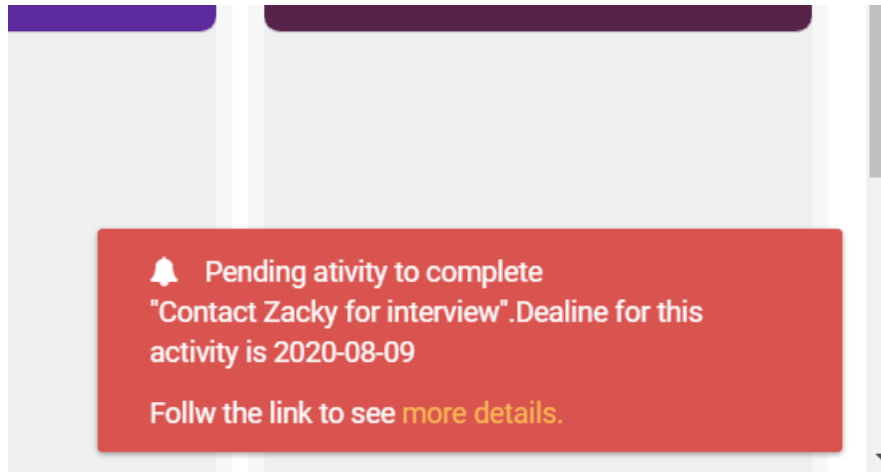 Pending ativity to complete
"Contact Zacky for interview".Dealine for this
activity is 2020-08-09
Follw the link to see more details.